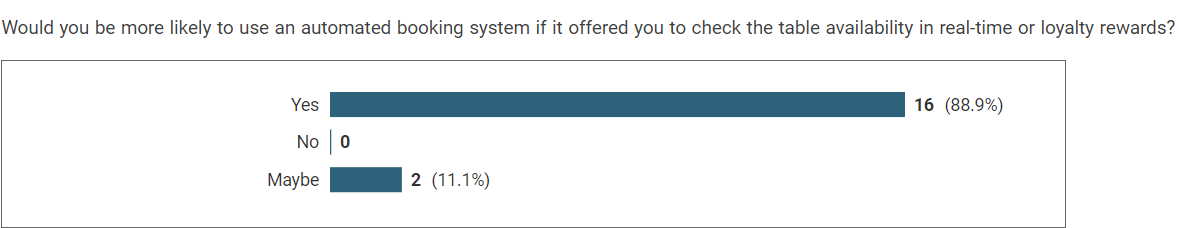 Would you be more likely to use an automated booking system if it offered you to check the table availability in real-time or loyalty rewards?
Yes 16 (88.9%)
No 0
Maybe 2 (11.1%)